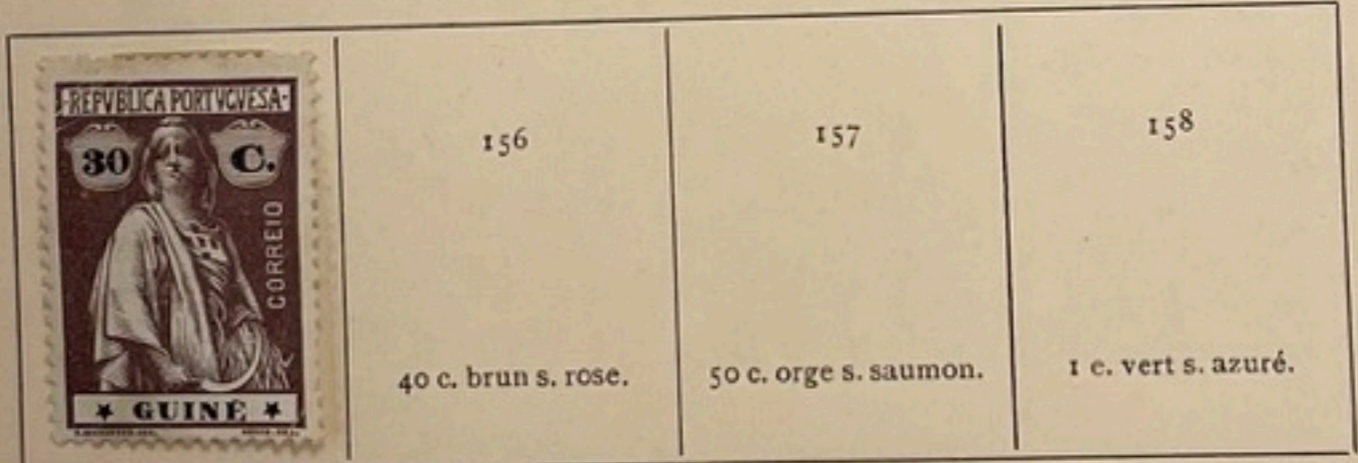 REPVBLICA PORTVGVESA
30 C.
CORREIO
★ GUINÉ ★
156
40 c. brun s. rose.
157
50 c. orge s. saumon.
158
1 e. vert s. azuré.